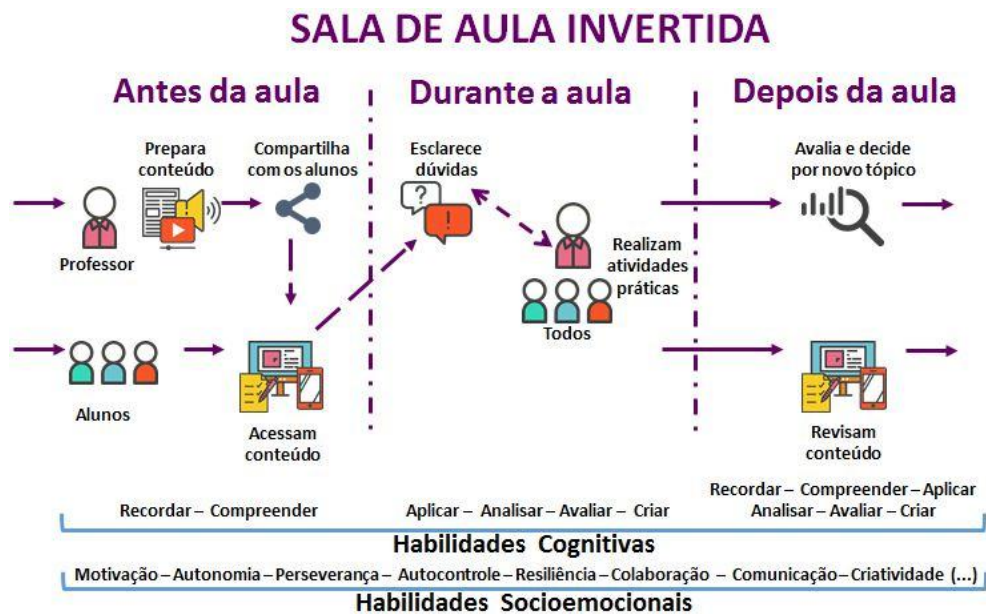 SALA DE AULA INVERTIDA
Antes da aula
Durante a aula
Depois da aula
Prepara
conteúdo
Compartilha
com os alunos
Esclarece
dúvidas
Avalia e decide
por novo tópico
?
!
Professor
Realizam
atividades
práticas
Todos
Alunos
Acessam
conteúdo
Revisam
conteúdo
Recordar – Compreender
Aplicar – Analisar – Avaliar – Criar
Recordar – Compreender – Aplicar
Analisar – Avaliar – Criar
Habilidades Cognitivas
Motivação – Autonomia – Perseverança – Autocontrole – Resiliência – Colaboração – Comunicação – Criatividade (...)
Habilidades Socioemocionais